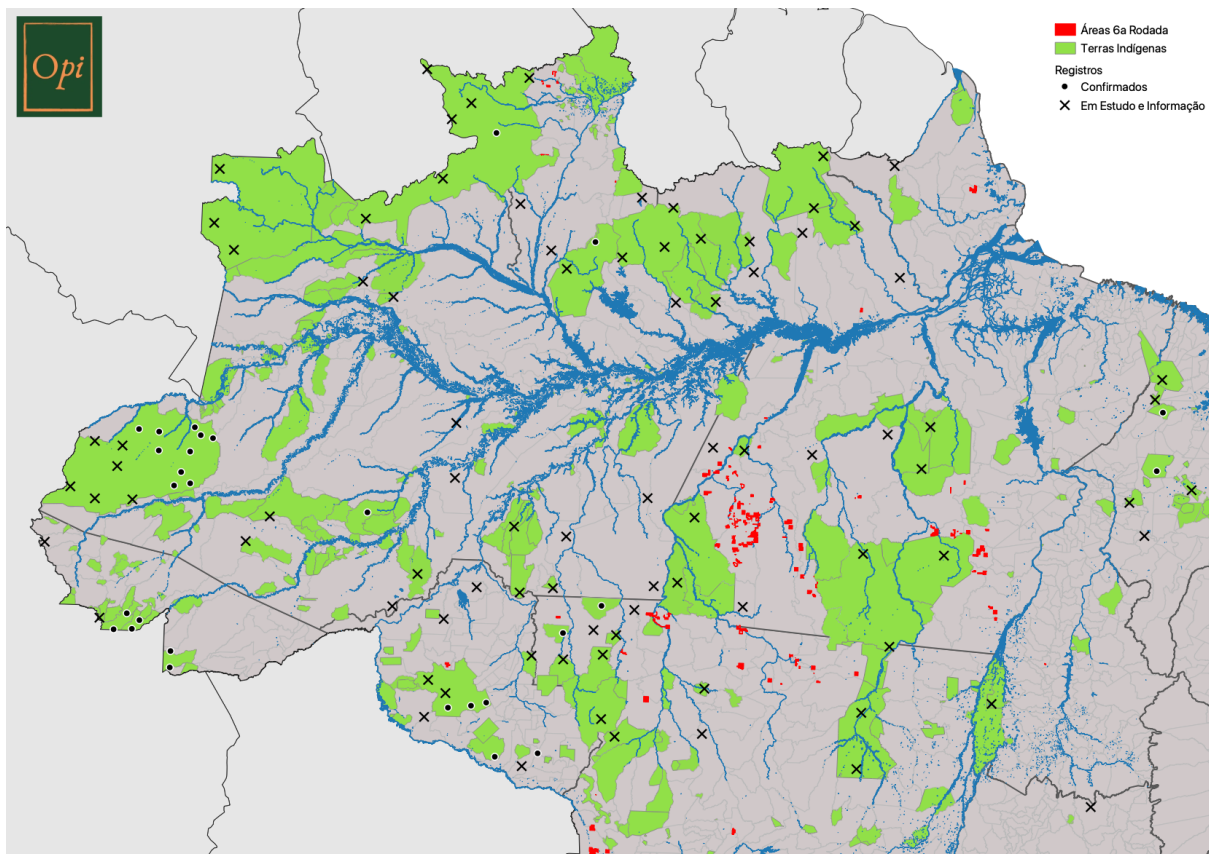 Opi
Áreas 6a Rodada
Terras Indígenas
Registros
Confirmados
Em Estudo e Informação